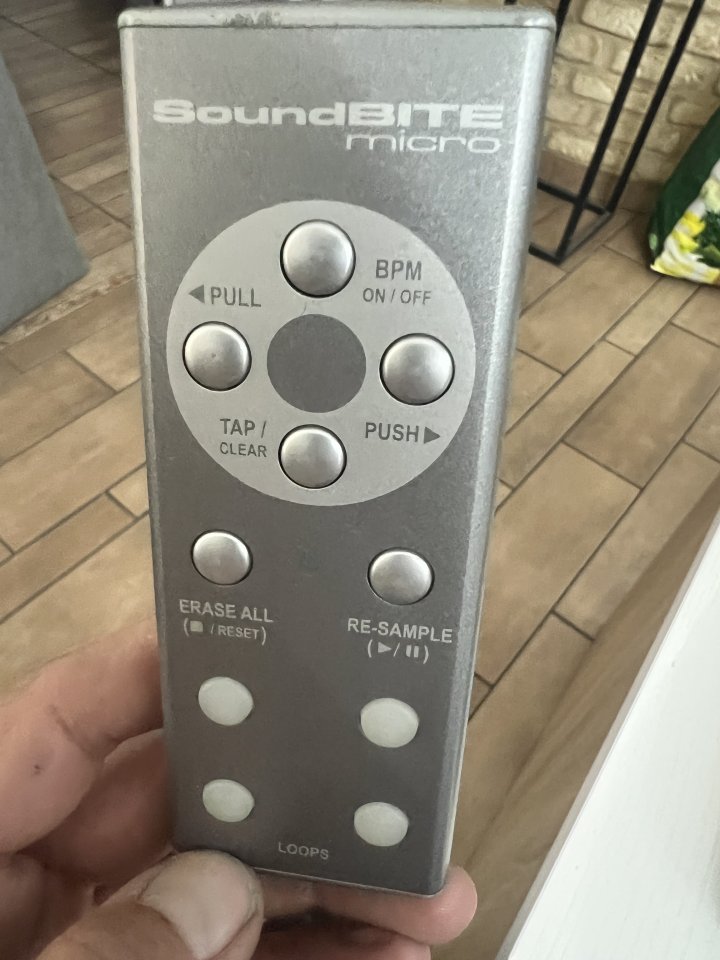 SoundBITE
micro
BPM
ON / OFF
◀PULL
TAP /
CLEAR
PUSH▶
ERASE ALL
(■ / RESET)
RE-SAMPLE
(▶/⏸)
LOOPS